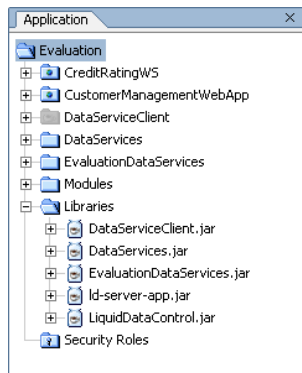 Application
Evaluation
CreditRatingWS
CustomerManagementWebApp
DataServiceClient
DataServices
EvaluationDataServices
Modules
Libraries
DataServiceClient.jar
DataServices.jar
EvaluationDataServices.jar
ld-server-app.jar
LiquidDataControl.jar
Security Roles